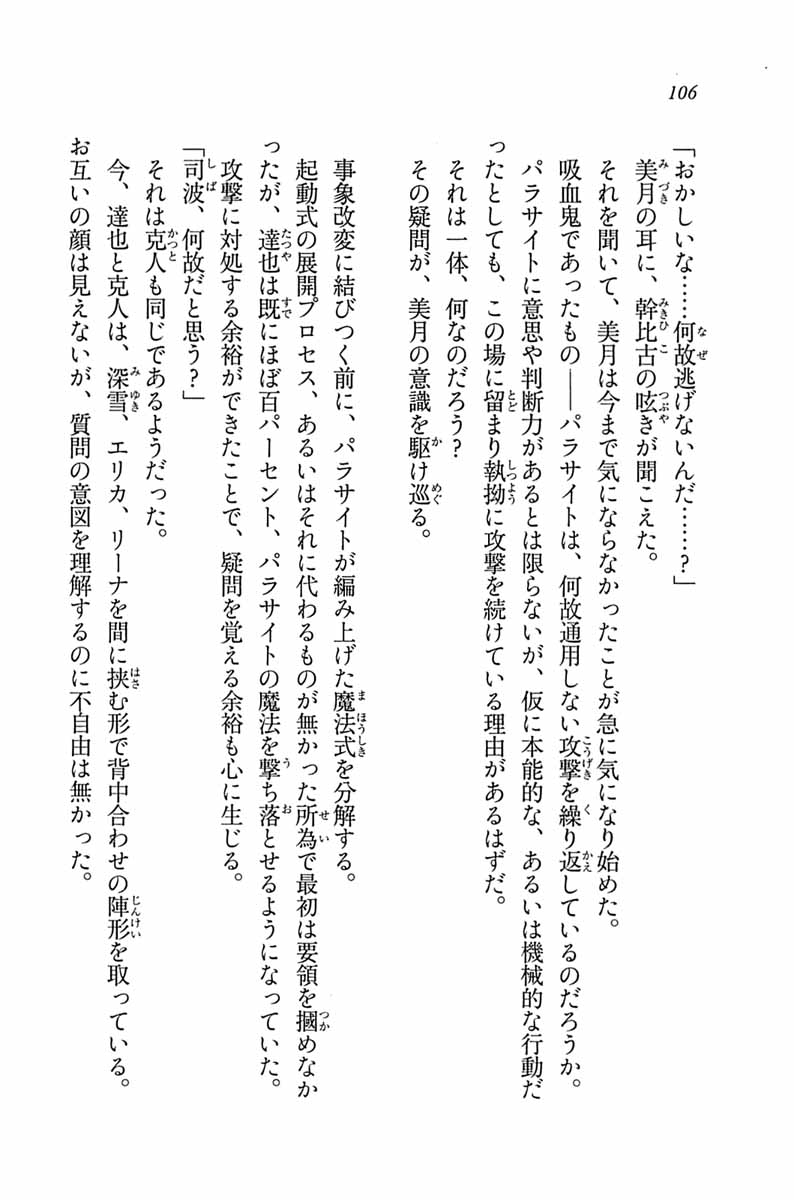 106
「おかしいな……何故逃げないんだ……？」
美月の耳に、幹比古の呟きが聞こえた。
それを聞いて、美月は今まで気にならなかったことが急に気になり始めた。
吸血鬼であったもの――パラサイトは、何故通用しない攻撃を繰り返しているのだろうか。
パラサイトに意思や判断力があるとは限らないが、仮に本能的な、あるいは機械的な行動だ
ったとしても、この場に留まり執拗に攻撃を続けている理由があるはずだ。
それは一体、何なのだろう？
その疑問が、美月の意識を駆け巡る。
事象改変に結びつく前に、パラサイトが編み上げた魔法式を分解する。
起動式の展開プロセス、あるいはそれに代わるものが無かった所為で最初は要領を摑めなか
ったが、達也は既にほぼ百パーセント、パラサイトの魔法を撃ち落とせるようになっていた。
攻撃に対処する余裕ができたことで、疑問を覚える余裕も心に生じる。
「司波、何故だと思う？」
それは克人も同じであるようだった。
今、達也と克人は、深雪、エリカ、リーナを間に挟む形で背中合わせの陣形を取っている。
お互いの顔は見えないが、質問の意図を理解するのに不自由は無かった。